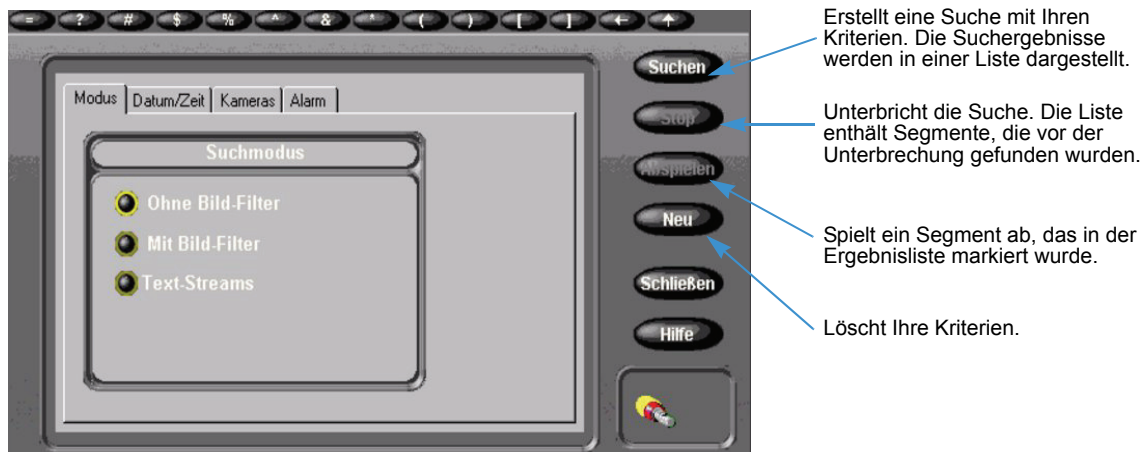 = ? # $ % ^ & * ( ) [ ] ← ↑
Suchen
Stop
Abspielen
Neu
Schließen
Hilfe
Modus Datum/Zeit Kameras Alarm
Suchmodus
Ohne Bild-Filter
Mit Bild-Filter
Text-Streams
Erstellt eine Suche mit Ihren
Kriterien. Die Suchergebnisse
werden in einer Liste dargestellt.
Unterbricht die Suche. Die Liste
enthält Segmente, die vor der
Unterbrechung gefunden wurden.
Spielt ein Segment ab, das in der
Ergebnisliste markiert wurde.
Löscht Ihre Kriterien.